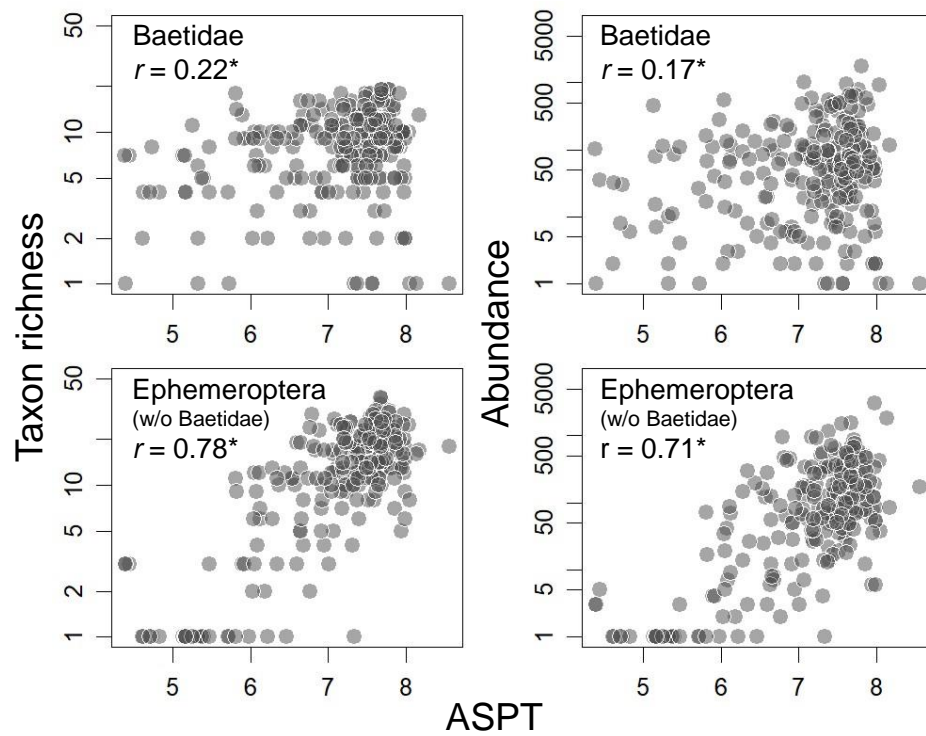 Taxon richness
50
10
5
2
1
Baetidae
r = 0.22*
5
6
7
8
Abundance
5000
500
50
5
1
Baetidae
r = 0.17*
5
6
7
8
50
10
5
2
1
Ephemeroptera
(w/o Baetidae)
r = 0.78*
5
6
7
8
5000
500
50
5
1
Ephemeroptera
(w/o Baetidae)
r = 0.71*
5
6
7
8
ASPT